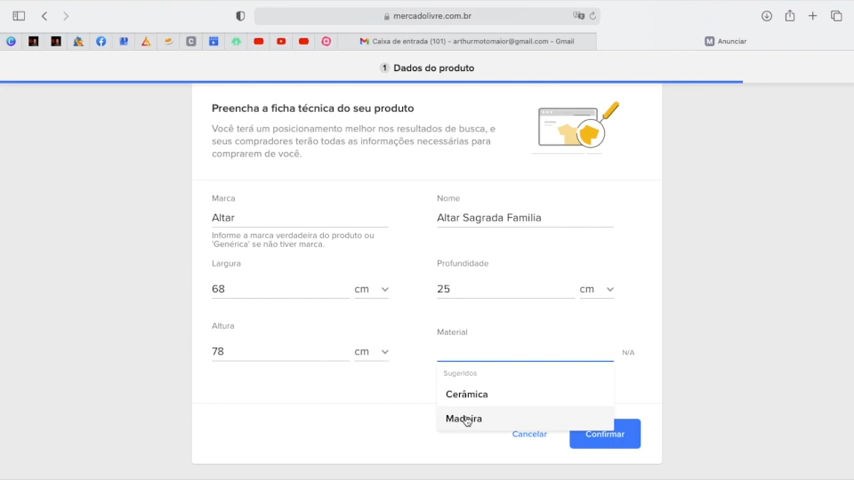 mercadolivre.com.br
Caixa de entrada (101) - arthurmotomaior@gmail.com - Gmail
M Anunciar
1 Dados do produto
Preencha a ficha técnica do seu produto
Você terá um posicionamento melhor nos resultados de busca, e
seus compradores terão todas as informações necessárias para
comprarem de você.
Marca
Nome
Altar
Altar Sagrada Familia
Informe a marca verdadeira do produto ou
'Genérica' se não tiver marca.
Largura
Profundidade
68 cm
25 cm
Altura
Material
78 cm
N/A
Sugeridos
Cerâmica
Madeira
Cancelar
Confirmar